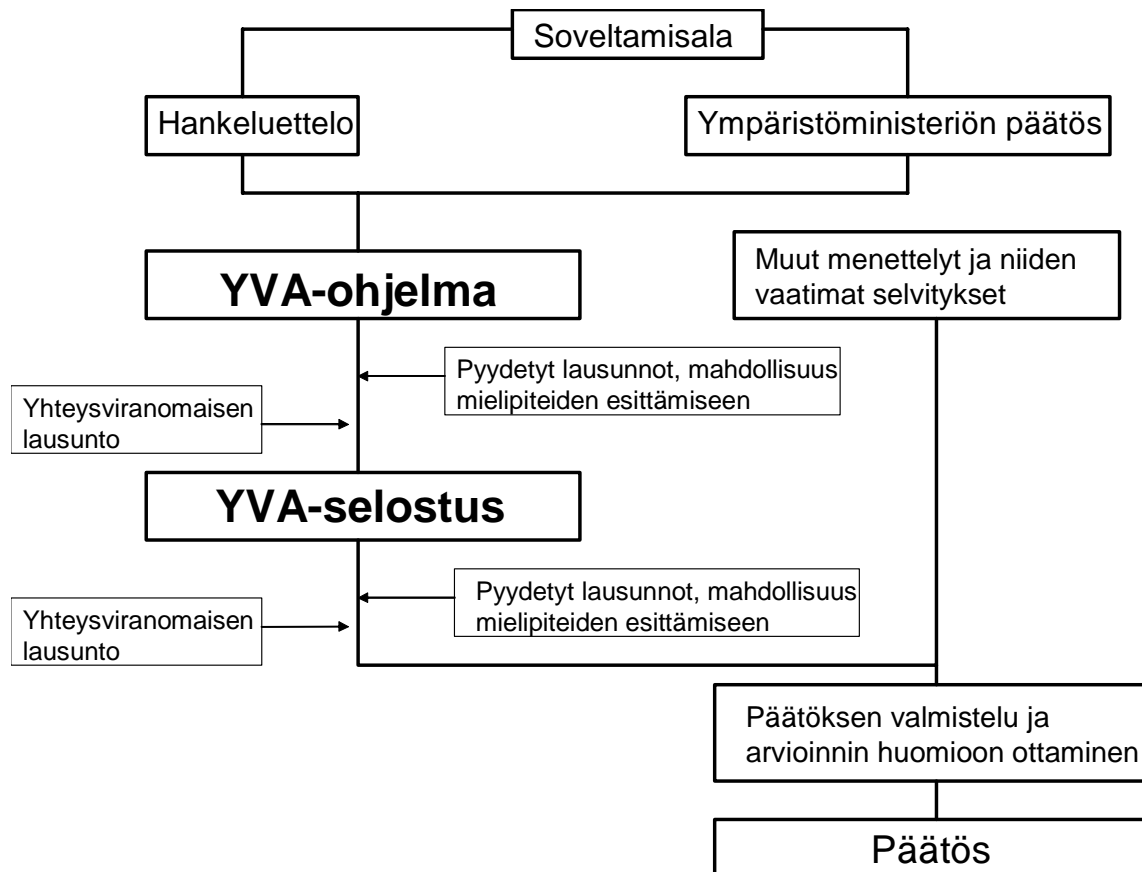 Soveltamisala
Hankeluettelo
Ympäristöministeriön päätös
YVA-ohjelma
Muut menettelyt ja niiden
vaatimat selvitykset
Pyydetyt lausunnot, mahdollisuus
mielipiteiden esittämiseen
Yhteysviranomaisen
lausunto
YVA-selostus
Pyydetyt lausunnot, mahdollisuus
mielipiteiden esittämiseen
Yhteysviranomaisen
lausunto
Päätöksen valmistelu ja
arvioinnin huomioon ottaminen
Päätös